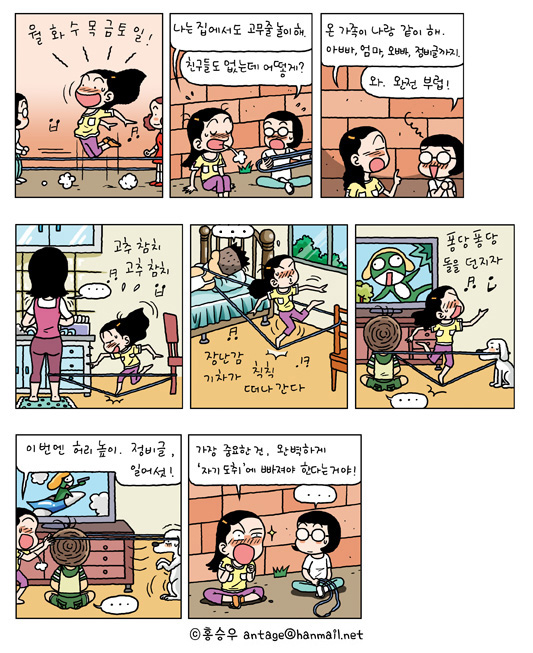 월 화 수 목 금 토 일!
나는 집에서도 고무줄 놀이 해.
친구들도 없는데 어떻게?
온 가족이 나랑 같이 해.
아빠, 엄마, 오빠, 정비글까지.
와. 완전 부럽!
고추 참치
고추 참치
...
...
장난감
기차가 칙칙
떠나간다
퐁당퐁당
돌을 던지자
...
이번엔 허리 높이. 정비글,
일어섯!
...
가장 중요한 건, 완벽하게
'자기 도취'에 빠져야 한다는거야!
...
©홍승우 antage@hanmail.net